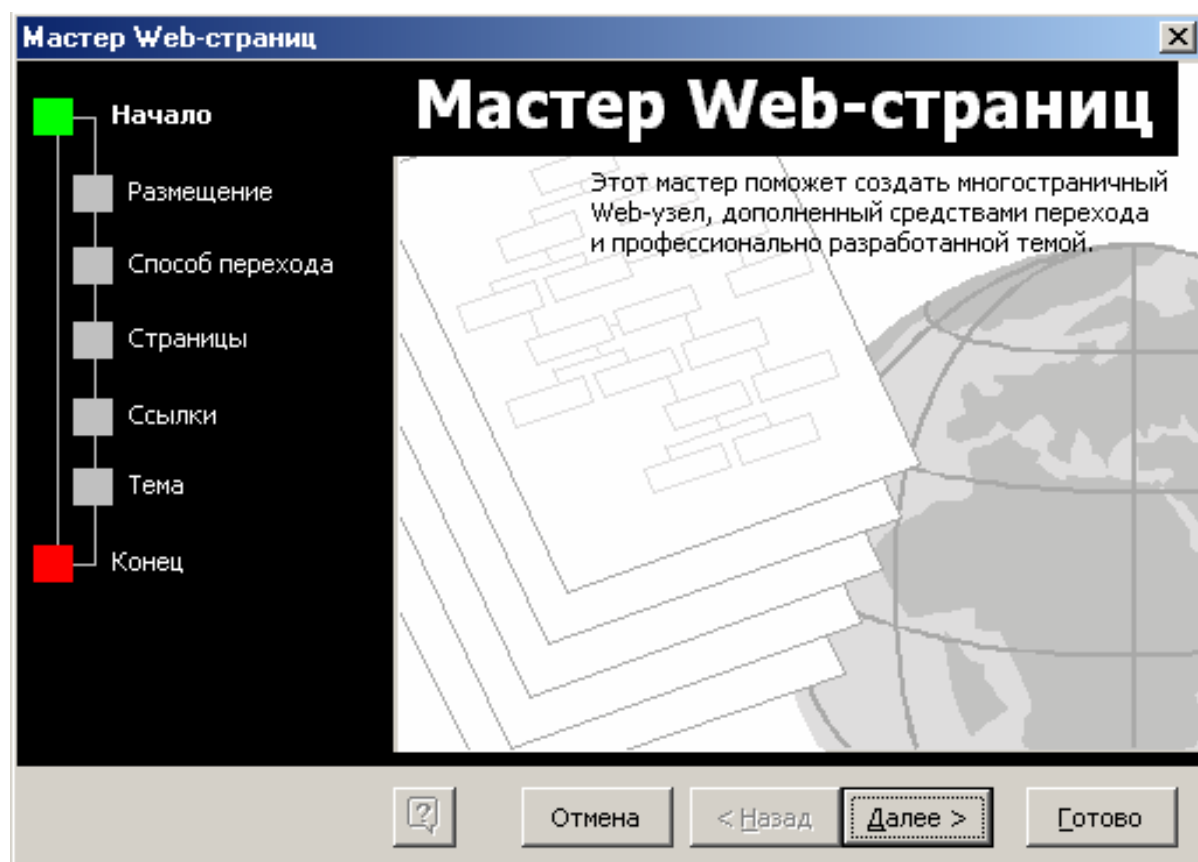 Мастер Web-страниц
Начало
Размещение
Способ перехода
Страницы
Ссылки
Тема
Конец
Мастер Web-страниц
Этот мастер поможет создать многостраничный
Web-узел, дополненный средствами перехода
и профессионально разработанной темой.
Отмена
< Назад
Далее >
Готово